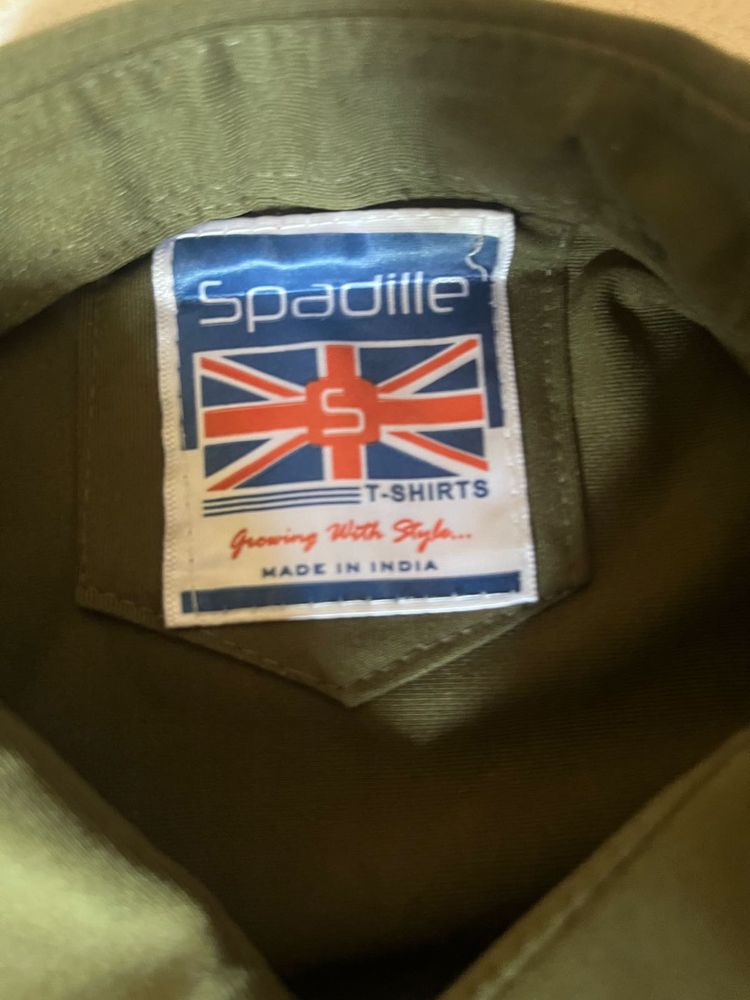 Spadille
S
T-SHIRTS
Growing With Style...
MADE IN INDIA